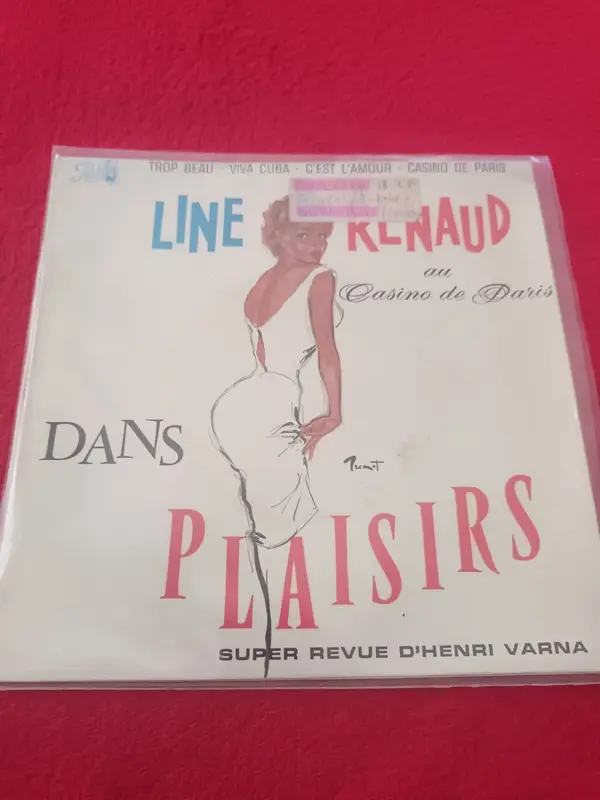 TROP BEAU - VIVA CUBA - C'EST L'AMOUR - CASINO DE PARIS
LINE RENAUD
au
Casino de Paris
DANS
PLAISIRS
SUPER REVUE D'HENRI VARNA